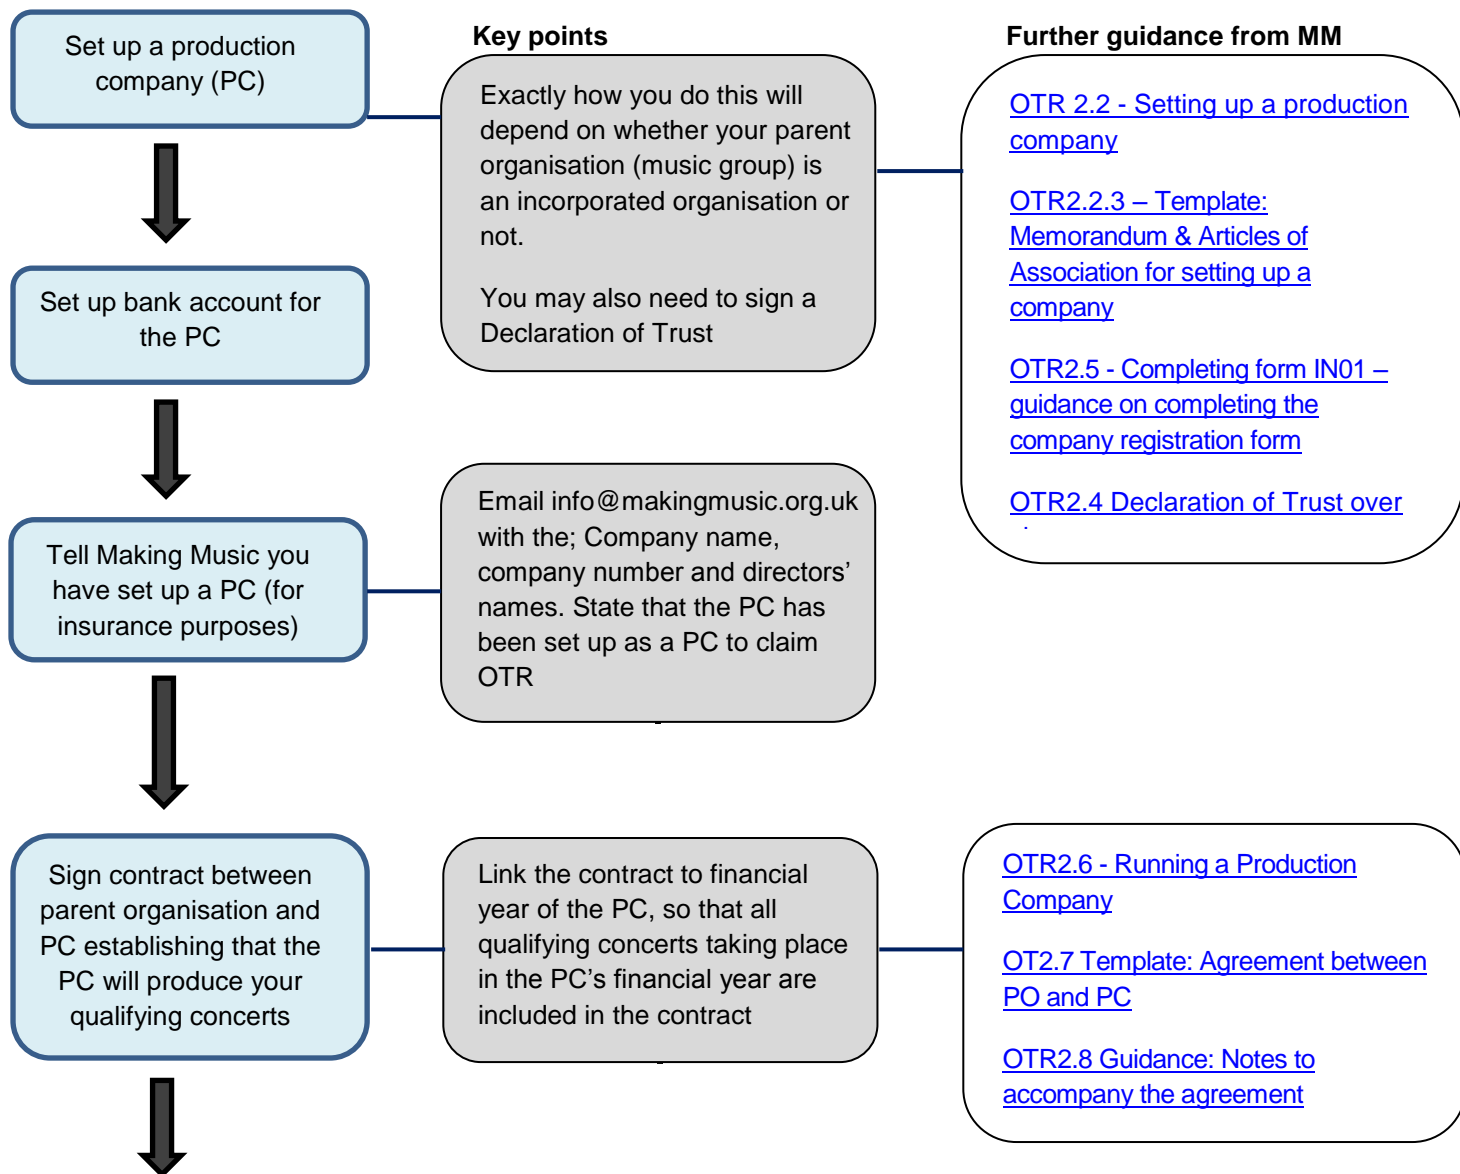 Set up a production
company (PC)
Key points
Exactly how you do this will
depend on whether your parent
organisation (music group) is
an incorporated organisation or
not.
You may also need to sign a
Declaration of Trust
Further guidance from MM
OTR 2.2 - Setting up a production
company
OTR2.2.3 – Template:
Memorandum & Articles of
Association for setting up a
company
OTR2.5 - Completing form IN01 –
guidance on completing the
company registration form
OTR2.4 Declaration of Trust over
Set up bank account for
the PC
Tell Making Music you
have set up a PC (for
insurance purposes)
Email info@makingmusic.org.uk
with the; Company name,
company number and directors’
names. State that the PC has
been set up as a PC to claim
OTR
Sign contract between
parent organisation and
PC establishing that the
PC will produce your
qualifying concerts
Link the contract to financial
year of the PC, so that all
qualifying concerts taking place
in the PC’s financial year are
included in the contract
OTR2.6 - Running a Production
Company
OT2.7 Template: Agreement between
PO and PC
OTR2.8 Guidance: Notes to
accompany the agreement